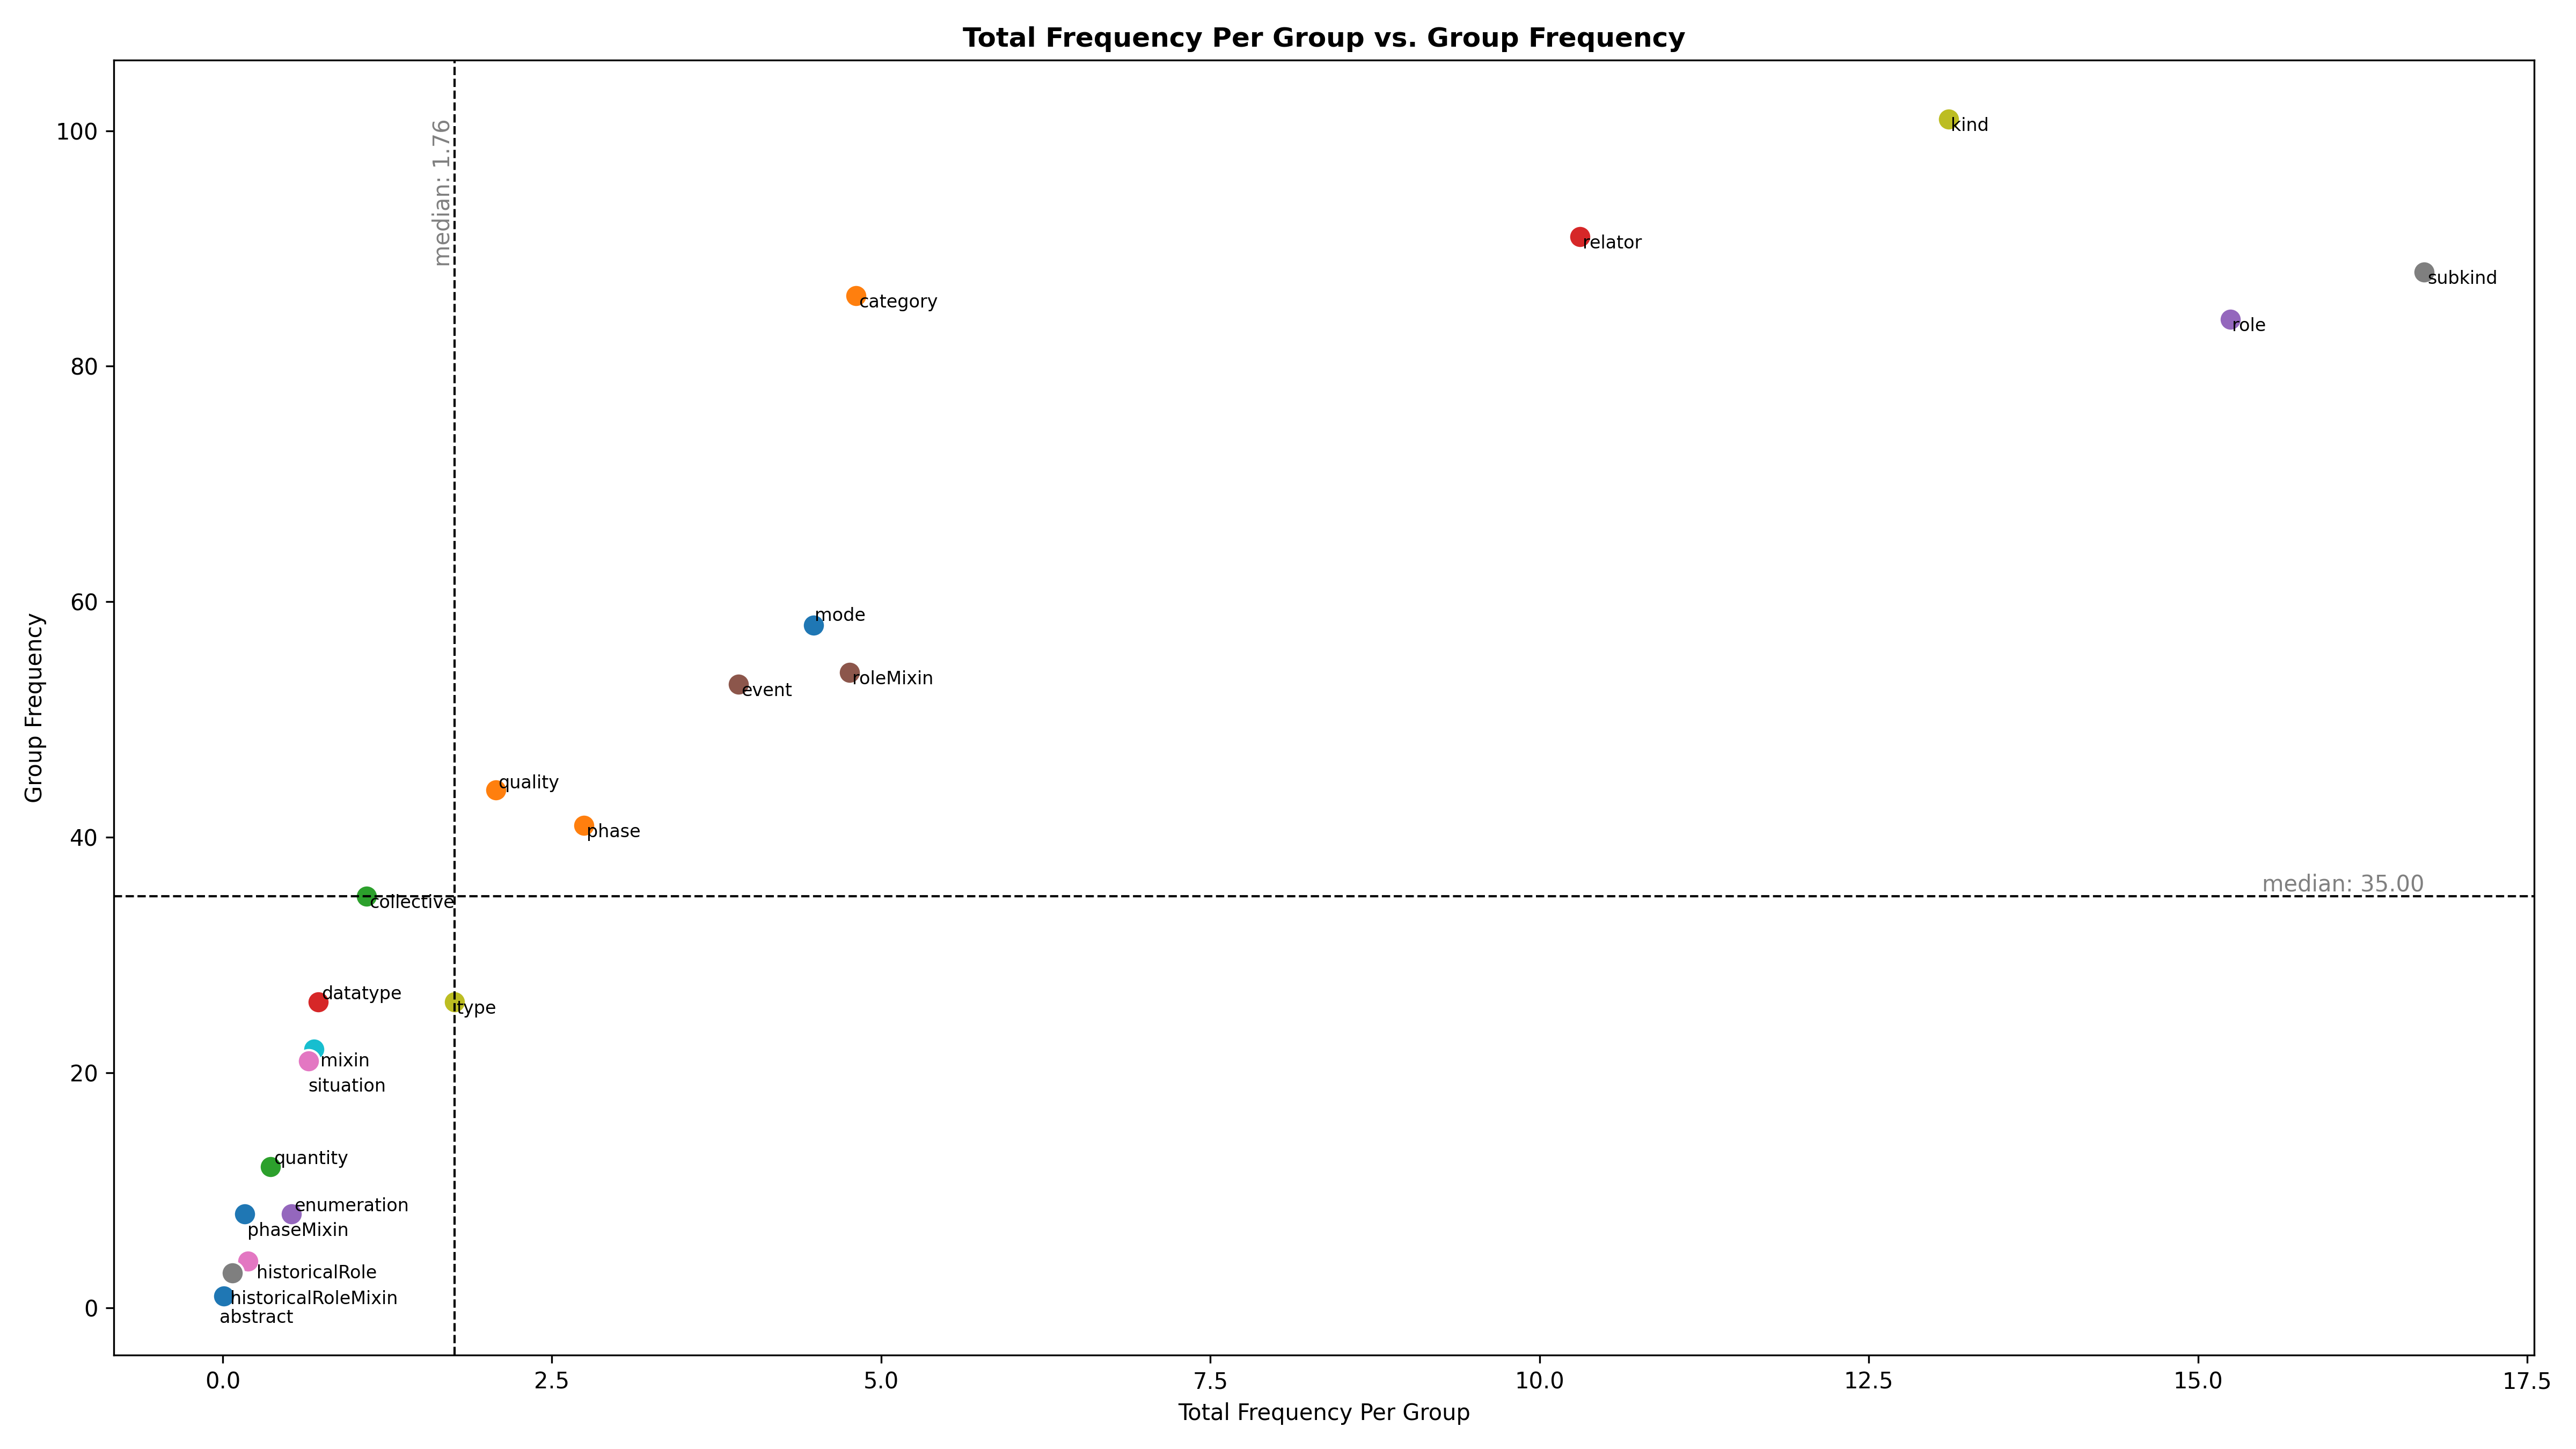 Total Frequency Per Group vs. Group Frequency
100
80
60
40
20
0
Group Frequency
median: 1.76
kind
relator
subkind
category
role
mode
roleMixin
event
quality
phase
median: 35.00
collective
datatype
type
mixin
situation
quantity
enumeration
phaseMixin
historicalRole
historicalRoleMixin
abstract
0.0 2.5 5.0 7.5 10.0 12.5 15.0 17.5
Total Frequency Per Group